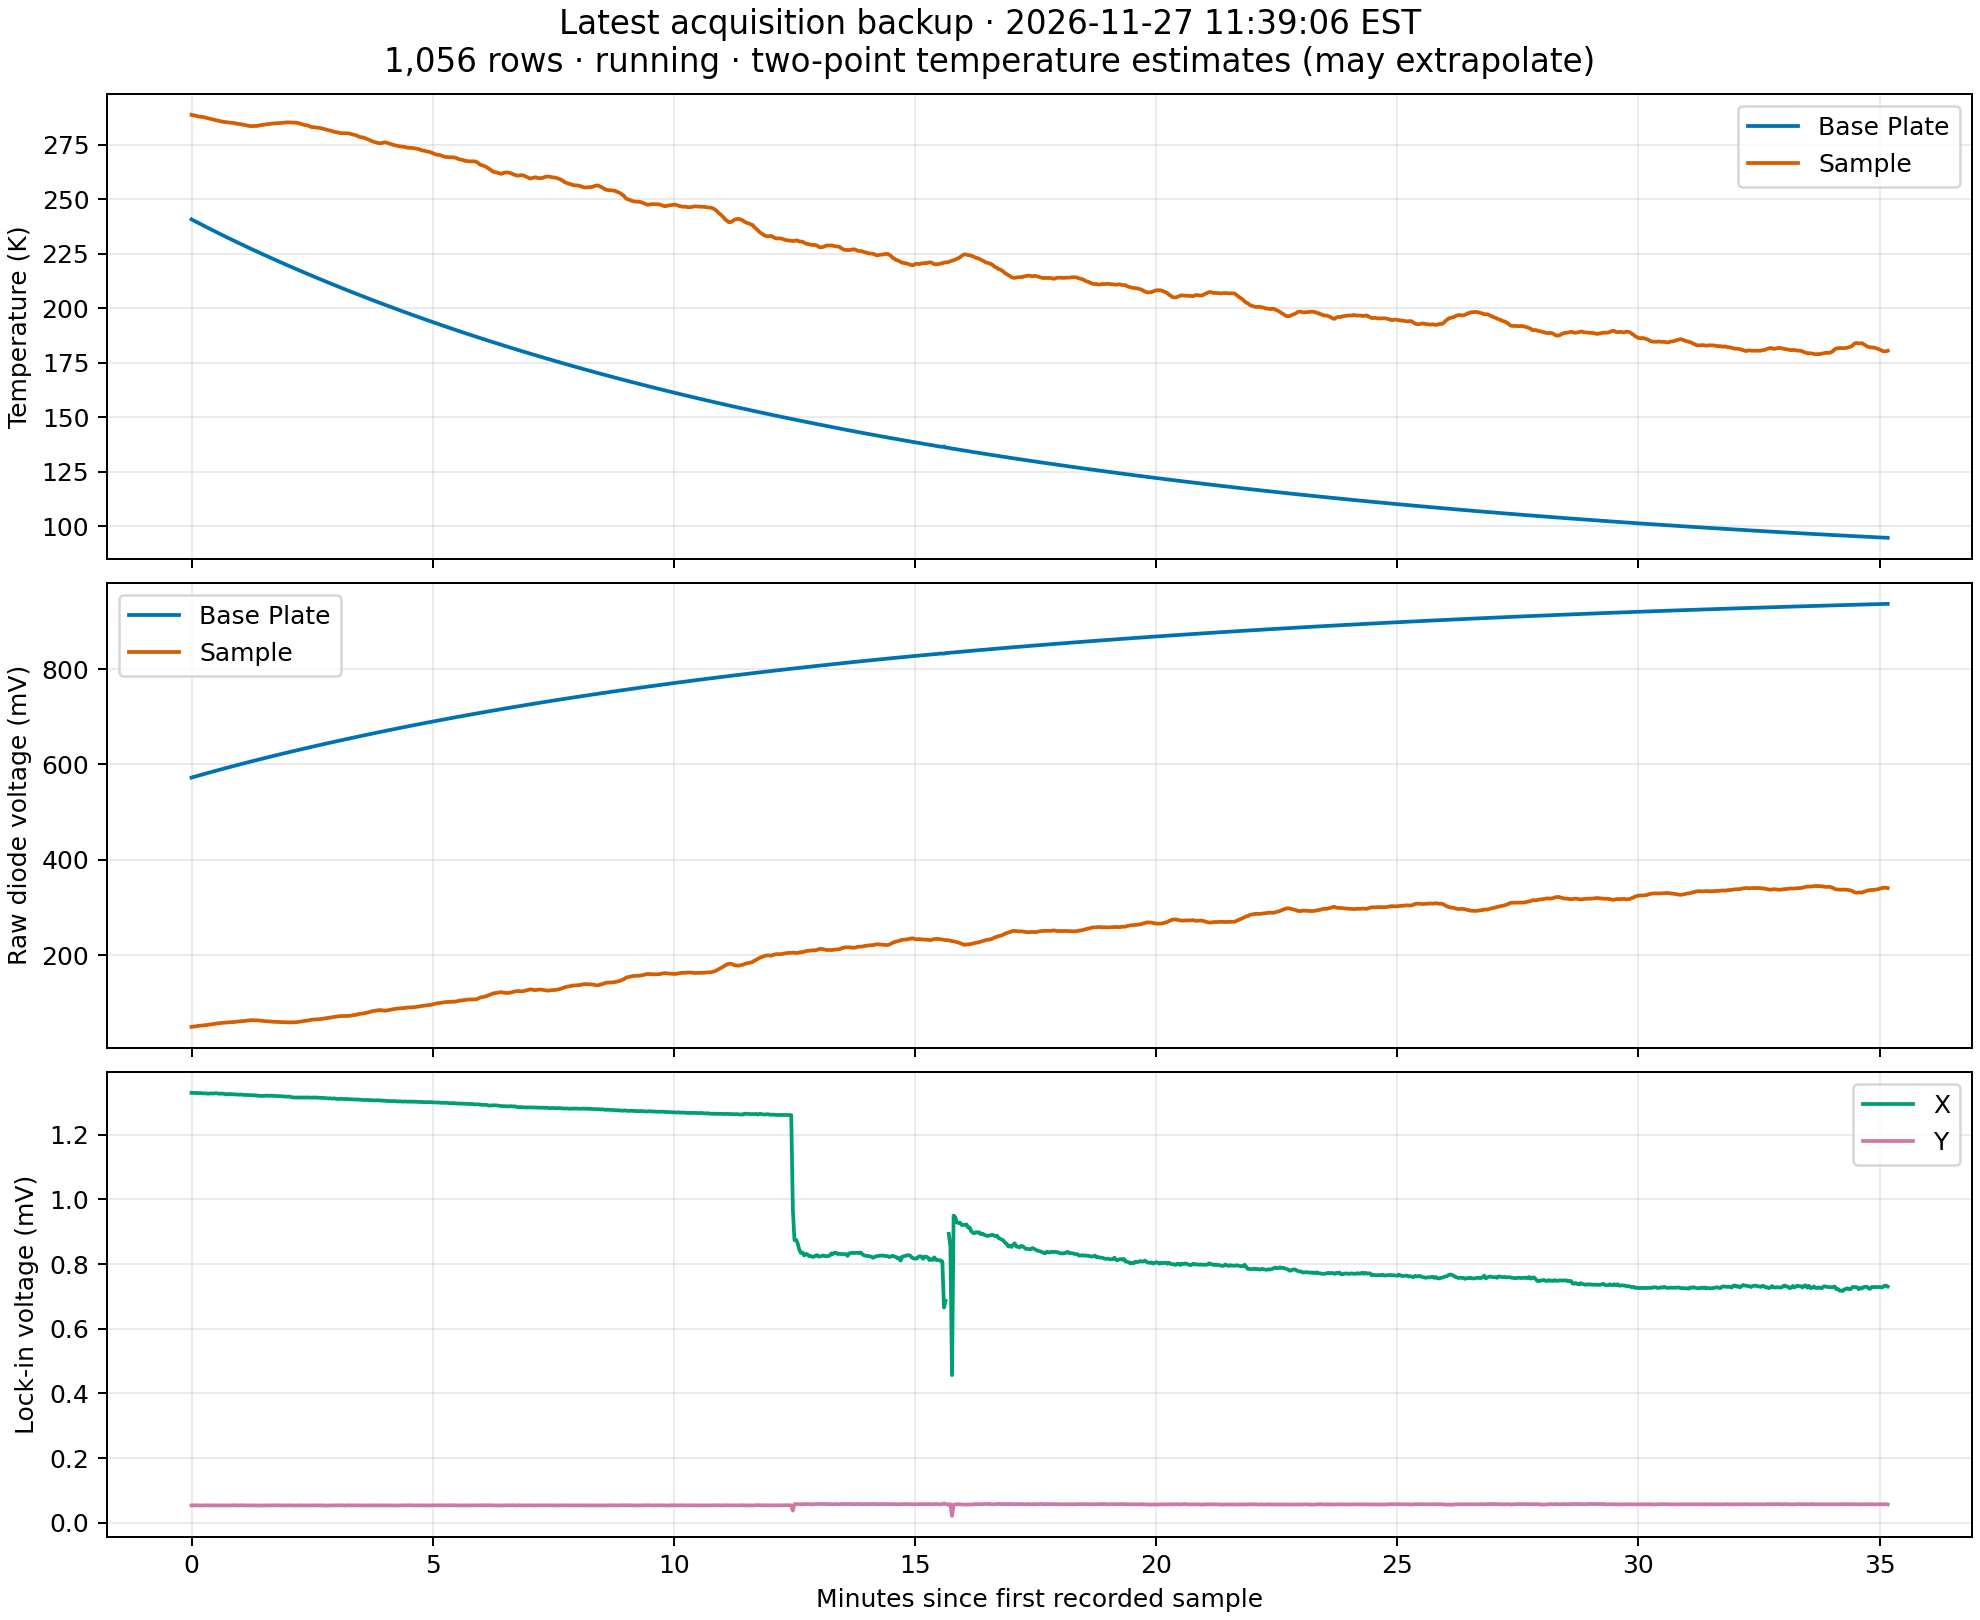 Latest acquisition backup · 2026-11-27 11:39:06 EST
1,056 rows · running · two-point temperature estimates (may extrapolate)
Temperature (K)
275
250
225
200
175
150
125
100
Base Plate
Sample
Raw diode voltage (mV)
800
600
400
200
Base Plate
Sample
Lock-in voltage (mV)
1.2
1.0
0.8
0.6
0.4
0.2
0.0
X
Y
0 5 10 15 20 25 30 35
Minutes since first recorded sample